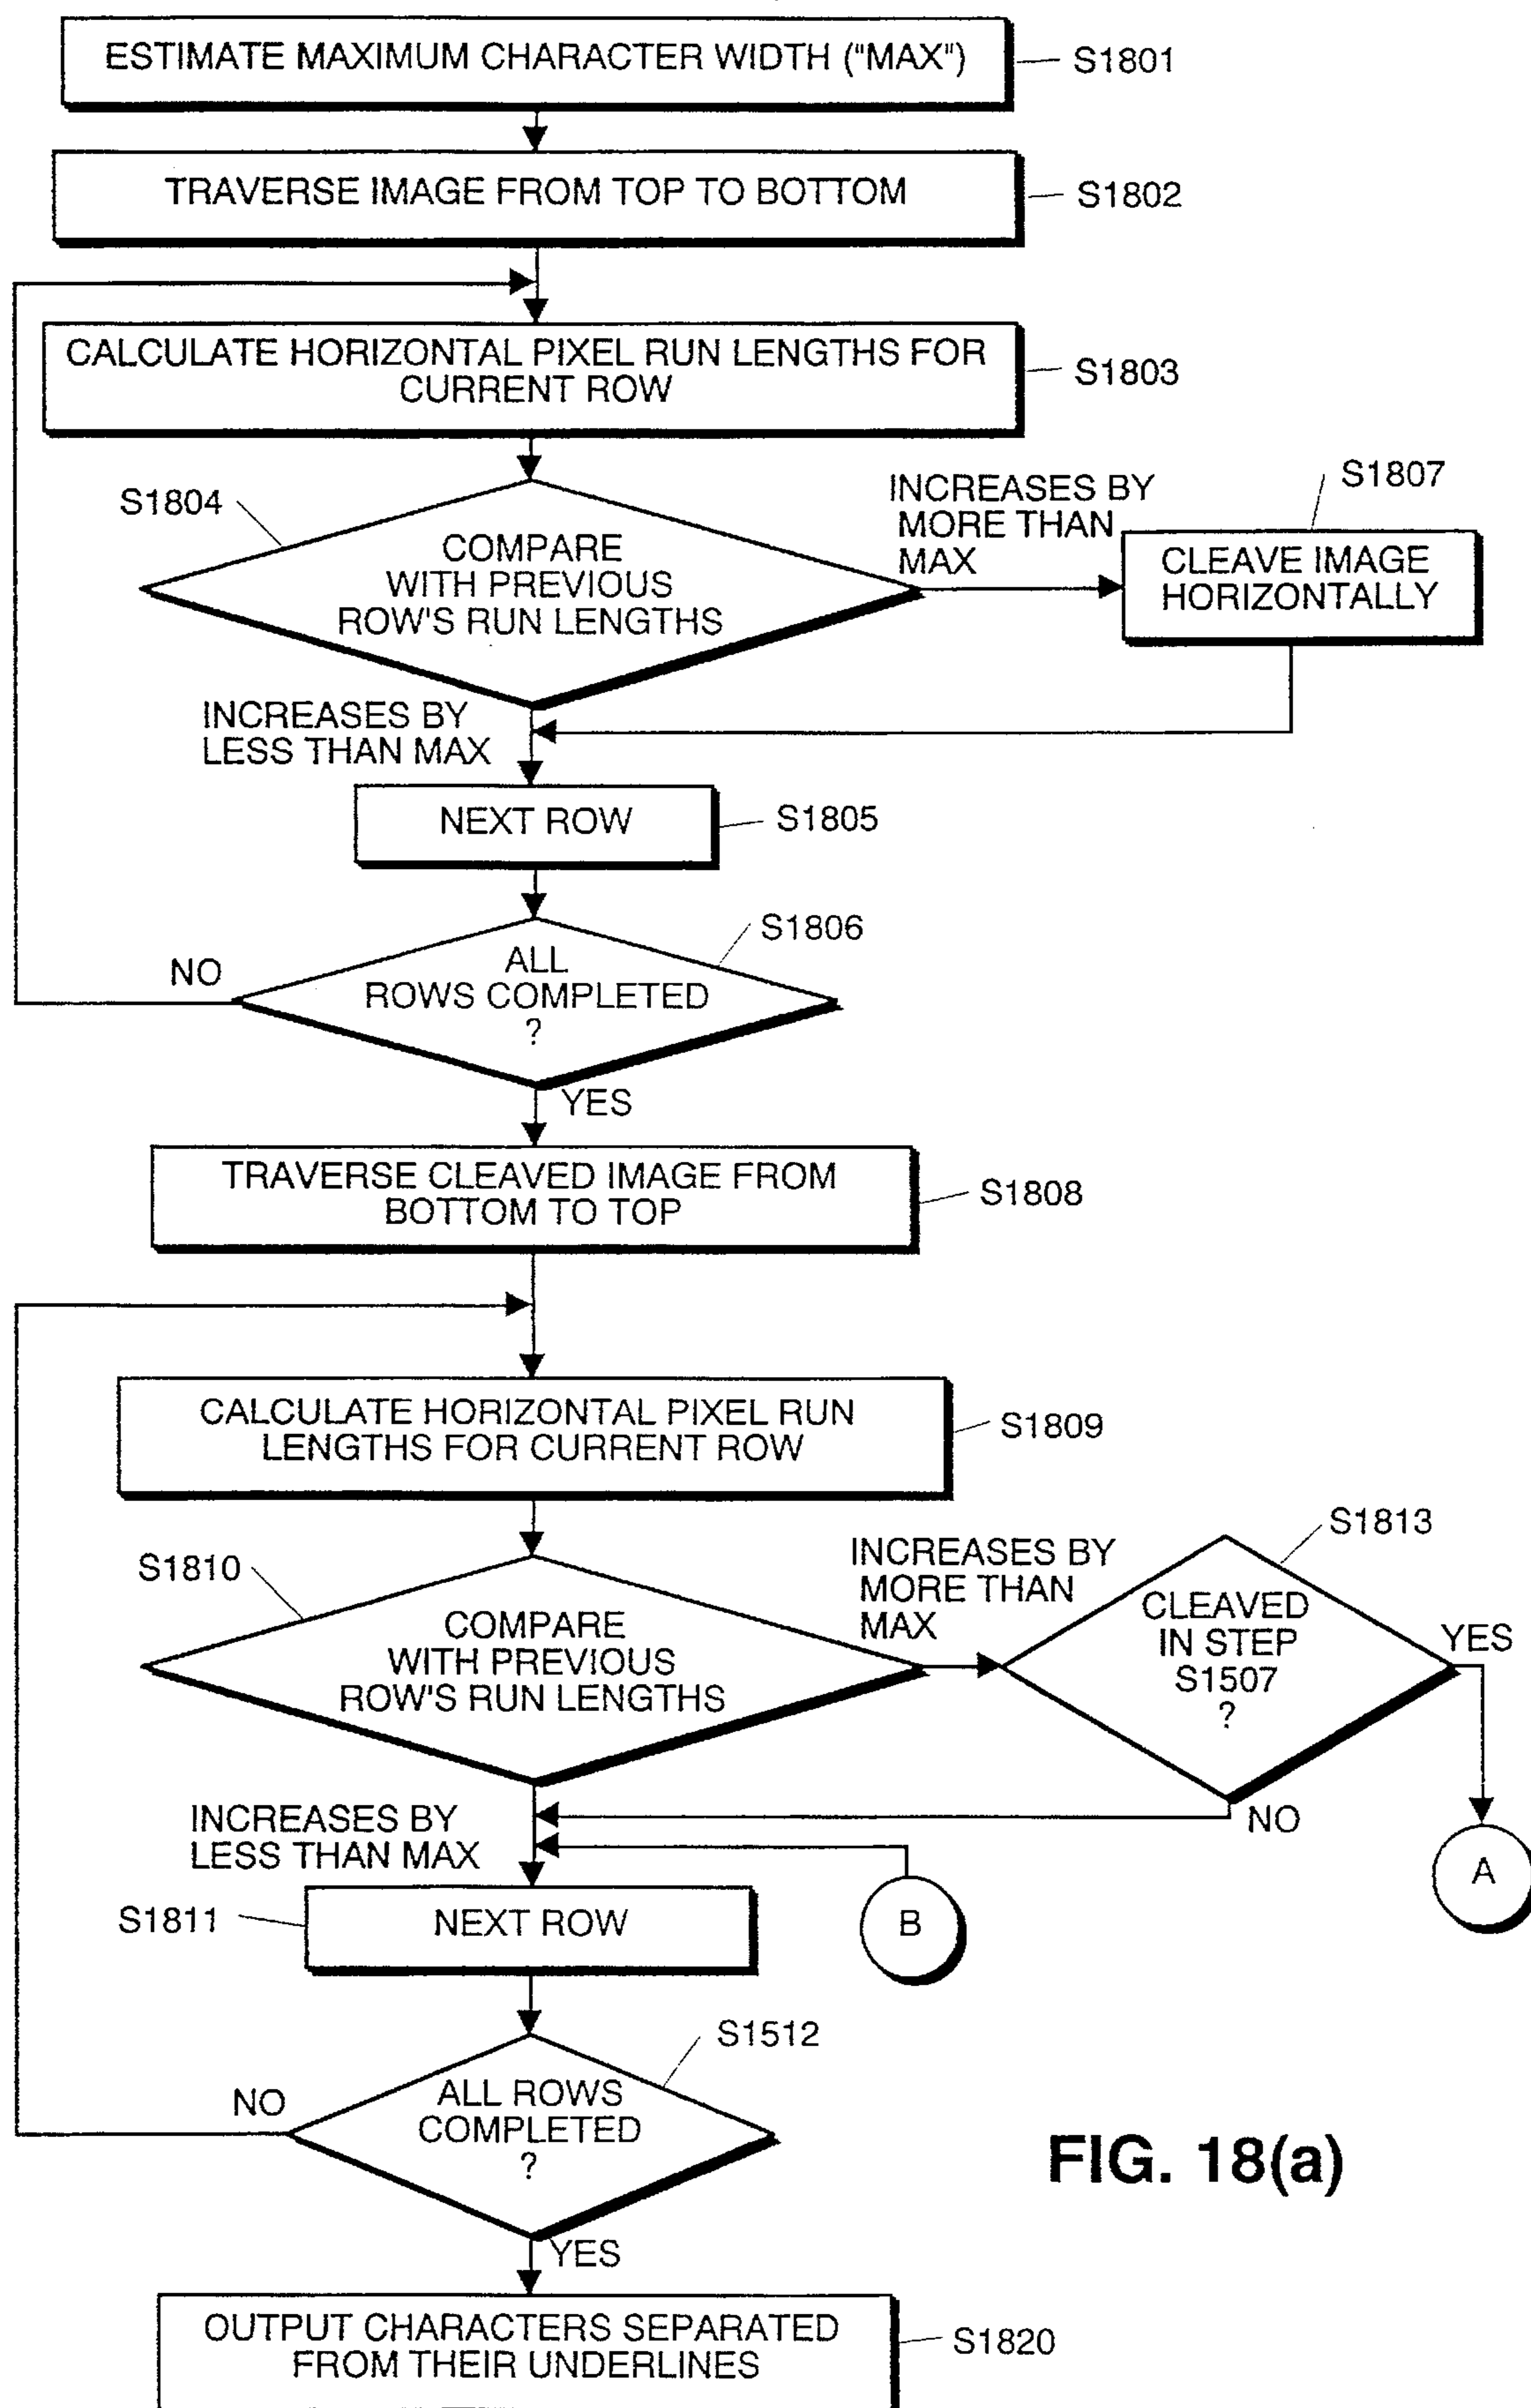 ESTIMATE MAXIMUM CHARACTER WIDTH ("MAX")
S1801
TRAVERSE IMAGE FROM TOP TO BOTTOM
S1802
CALCULATE HORIZONTAL PIXEL RUN LENGTHS FOR
CURRENT ROW
S1803
S1804
COMPARE
WITH PREVIOUS
ROW'S RUN LENGTHS
INCREASES BY
MORE THAN
MAX
S1807
CLEAVE IMAGE
HORIZONTALLY
INCREASES BY
LESS THAN MAX
NEXT ROW
S1805
S1806
ALL
ROWS COMPLETED
?
NO
YES
TRAVERSE CLEAVED IMAGE FROM
BOTTOM TO TOP
S1808
CALCULATE HORIZONTAL PIXEL RUN
LENGTHS FOR CURRENT ROW
S1809
S1810
COMPARE
WITH PREVIOUS
ROW'S RUN LENGTHS
INCREASES BY
MORE THAN
MAX
S1813
CLEAVED
IN STEP
S1507
?
YES
NO
A
INCREASES BY
LESS THAN MAX
B
S1811
NEXT ROW
S1512
ALL ROWS
COMPLETED
?
NO
YES
FIG. 18(a)
OUTPUT CHARACTERS SEPARATED
FROM THEIR UNDERLINES
S1820